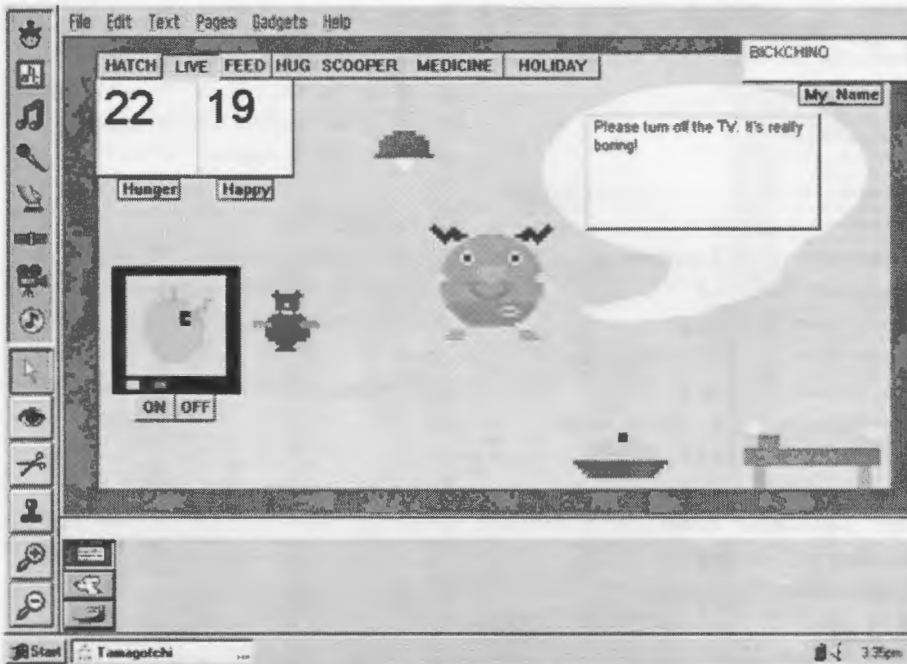 File Edit Text Pages Gadgets Help
BICKCHINO
HATCH LIVE FEED HUG SCOOPER MEDICINE HOLIDAY
My_Name
22 19
Please turn off the TV. It's really
boring!
Hunger Happy
ON OFF
Start Tamagotchi ... 3:35pm